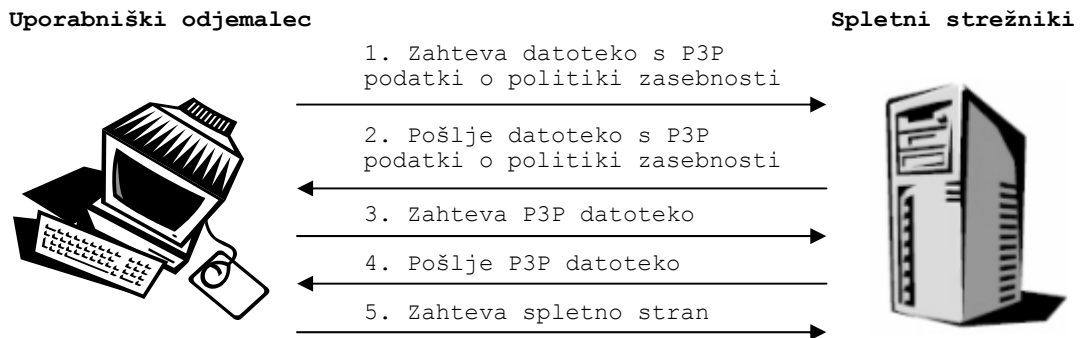 Uporabniški odjemalec
Spletni strežniki
1. Zahteva datoteko s P3P
podatki o politiki zasebnosti
2. Pošlje datoteko s P3P
podatki o politiki zasebnosti
3. Zahteva P3P datoteko
4. Pošlje P3P datoteko
5. Zahteva spletno stran